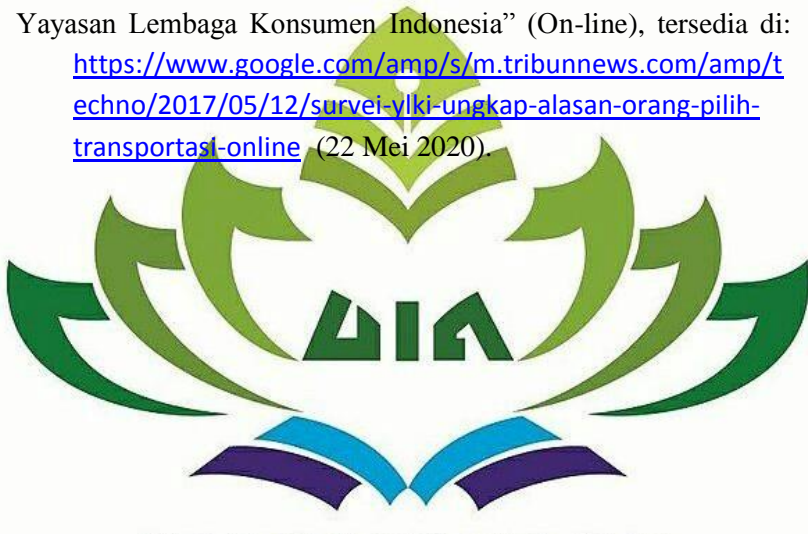 Yayasan Lembaga Konsumen Indonesia” (On-line), tersedia di:
https://www.google.com/amp/s/m.tribunnews.com/amp/t
echno/2017/05/12/survei-ylki-ungkap-alasan-orang-pilih-
transportasi-online (22 Mei 2020).
UIN